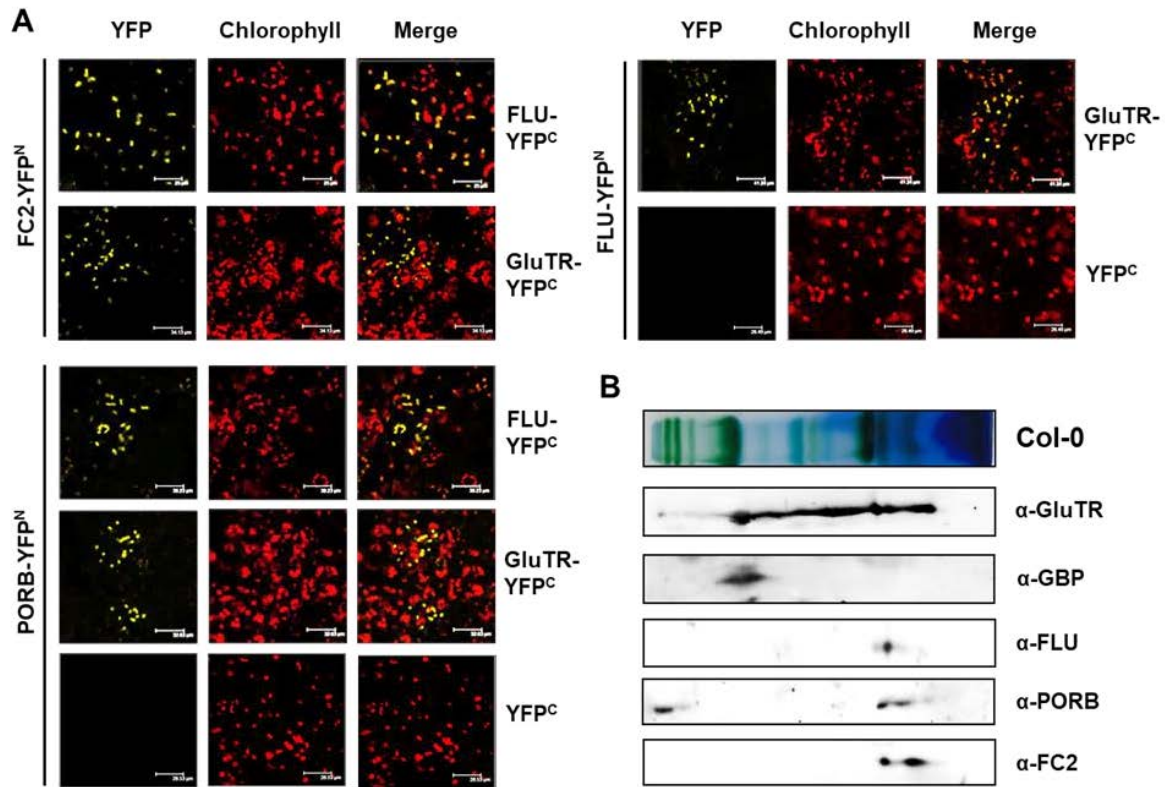 A
YFP Chlorophyll Merge
FC2-YFPᴺ
FLU-
YFPᶜ
GluTR-
YFPᶜ
PORB-YFPᴺ
FLU-
YFPᶜ
GluTR-
YFPᶜ
YFPᶜ
YFP Chlorophyll Merge
FLU-YFPᴺ
GluTR-
YFPᶜ
YFPᶜ
B
Col-0
α-GluTR
α-GBP
α-FLU
α-PORB
α-FC2